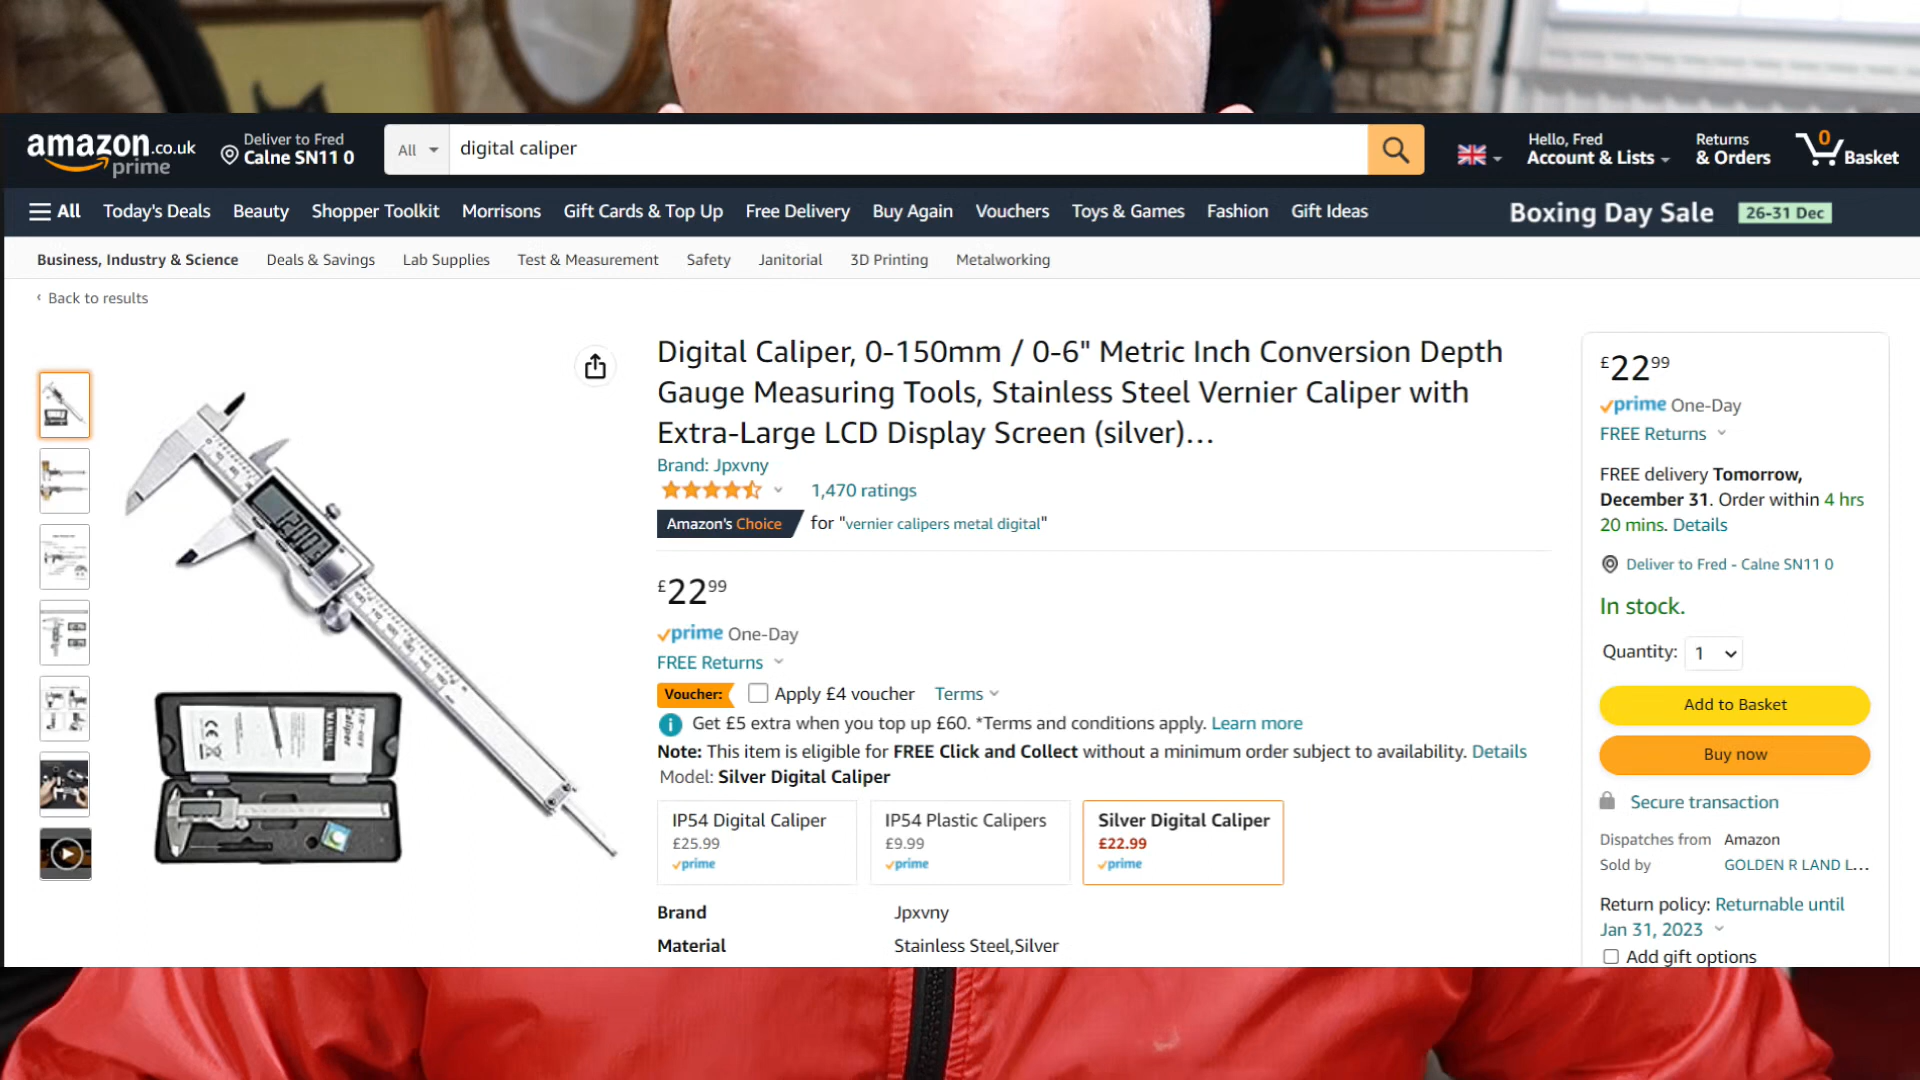 amazon.co.uk
prime
Deliver to Fred
Calne SN11 0
All
digital caliper
Hello, Fred
Account & Lists
Returns
& Orders
0
Basket
All
Today's Deals
Beauty
Shopper Toolkit
Morrisons
Gift Cards & Top Up
Free Delivery
Buy Again
Vouchers
Toys & Games
Fashion
Gift Ideas
Boxing Day Sale
26-31 Dec
Business, Industry & Science
Deals & Savings
Lab Supplies
Test & Measurement
Safety
Janitorial
3D Printing
Metalworking
‹ Back to results
Digital Caliper, 0-150mm / 0-6" Metric Inch Conversion Depth
Gauge Measuring Tools, Stainless Steel Vernier Caliper with
Extra-Large LCD Display Screen (silver)...
Brand: Jpxvny
1,470 ratings
Amazon's Choice for "vernier calipers metal digital"
£22.99
prime One-Day
FREE Returns
Voucher: Apply £4 voucher Terms
Get £5 extra when you top up £60. *Terms and conditions apply. Learn more
Note: This item is eligible for FREE Click and Collect without a minimum order subject to availability. Details
Model: Silver Digital Caliper
IP54 Digital Caliper
£25.99
prime
IP54 Plastic Calipers
£9.99
prime
Silver Digital Caliper
£22.99
prime
Brand Jpxvny
Material Stainless Steel,Silver
MANUAL
CE
£22.99
prime One-Day
FREE Returns
FREE delivery Tomorrow,
December 31. Order within 4 hrs
20 mins. Details
Deliver to Fred - Calne SN11 0
In stock.
Quantity: 1
Add to Basket
Buy now
Secure transaction
Dispatches from Amazon
Sold by GOLDEN R LAND L...
Return policy: Returnable until
Jan 31, 2023
Add gift options